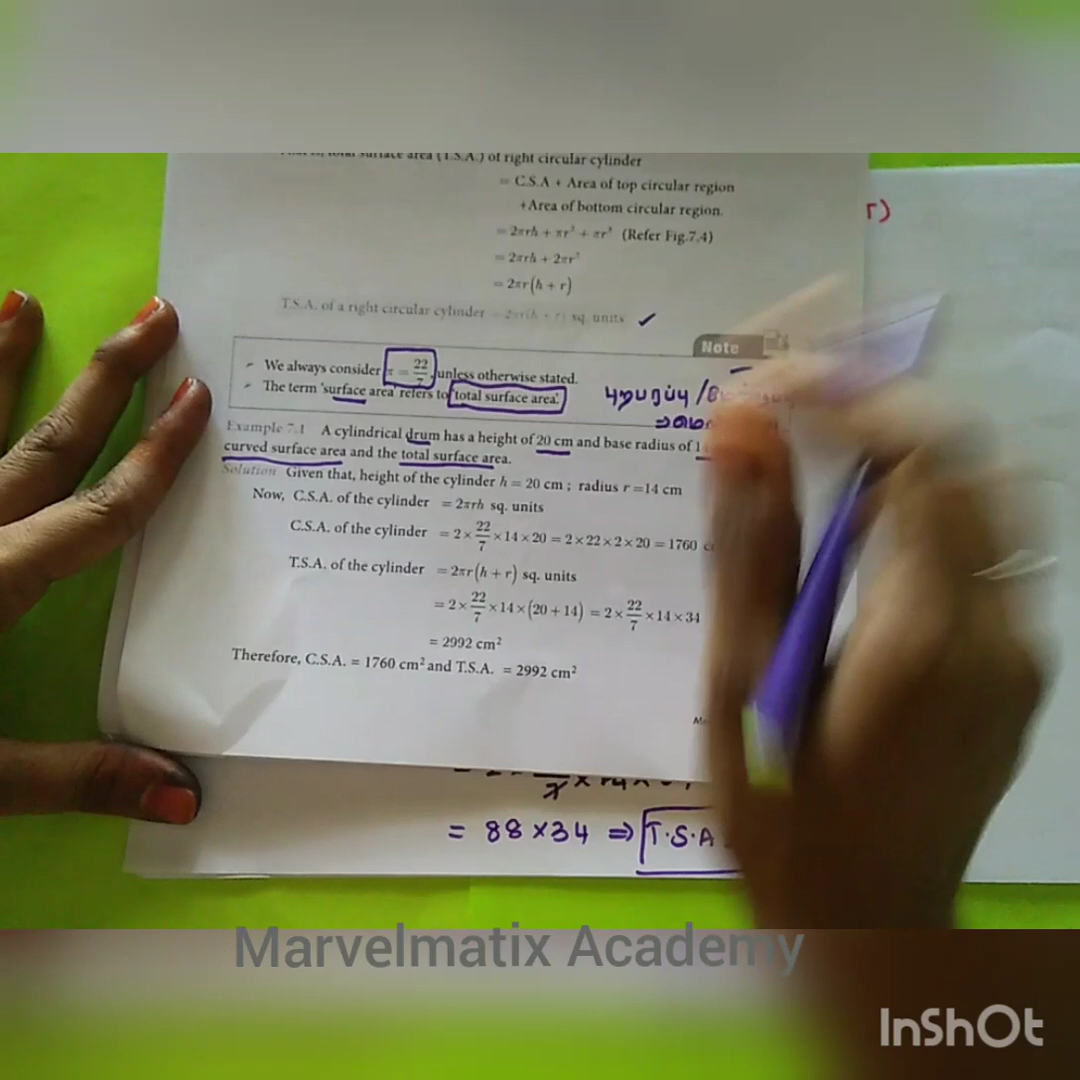 total surface area (T.S.A.) of right circular cylinder
= C.S.A + Area of top circular region
+Area of bottom circular region.
= 2πrh + πr² + πr² (Refer Fig.7.4)
= 2πrh + 2πr²
= 2πr(h + r)
T.S.A. of a right circular cylinder = 2πr(h + r) sq. units ✓
Note
We always consider π = 22/7 unless otherwise stated.
The term 'surface area' refers to 'total surface area'.
புறபரப்பு /
Example 7.1 A cylindrical drum has a height of 20 cm and base radius of
curved surface area and the total surface area.
Solution Given that, height of the cylinder h = 20 cm ; radius r =14 cm
Now, C.S.A. of the cylinder = 2πrh sq. units
C.S.A. of the cylinder = 2×22/7×14×20 = 2×22×2×20 = 1760
T.S.A. of the cylinder = 2πr(h + r) sq. units
= 2×22/7×14×(20+14) = 2×22/7×14×34
= 2992 cm²
Therefore, C.S.A. = 1760 cm² and T.S.A. = 2992 cm²
= 88 × 34 ⇒ T.S.A
Marvelmatix Academy
InShOt